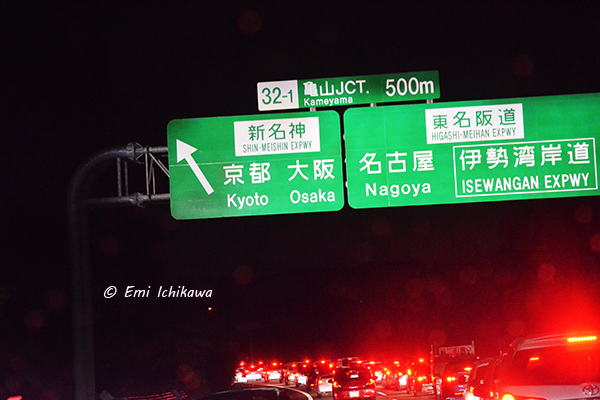 32-1 亀山JCT. 500m
Kameyama
新名神
SHIN-MEISHIN EXPWY
京都 大阪
Kyoto Osaka
東名阪道
HIGASHI-MEIHAN EXPWY
名古屋
Nagoya
伊勢湾岸道
ISEWANGAN EXPWY
© Emi Ichikawa